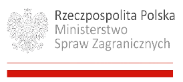 Rzeczpospolita Polska
Ministerstwo
Spraw Zagranicznych